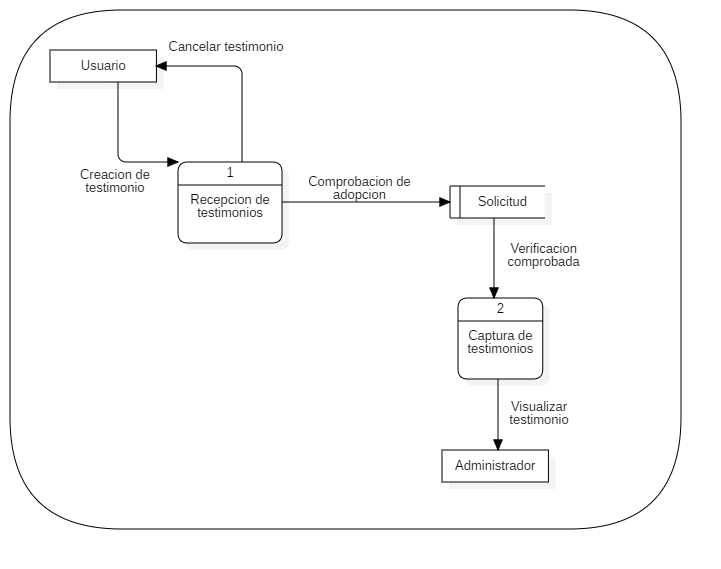 Cancelar testimonio
Usuario
Creacion de
testimonio
1
Recepcion de
testimonios
Comprobacion de
adopcion
Solicitud
Verificacion
comprobada
2
Captura de
testimonios
Visualizar
testimonio
Administrador